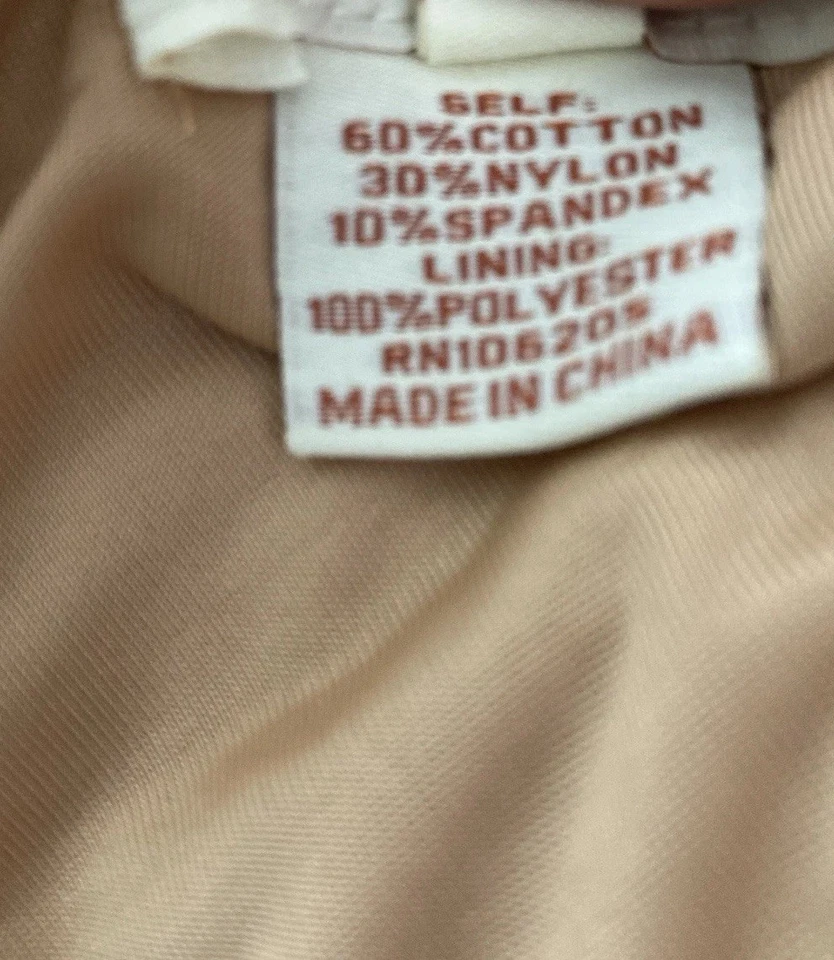 SELF:
60%COTTON
30%NYLON
10%SPANDEX
LINING:
100%POLYESTER
RN106205
MADE IN CHINA